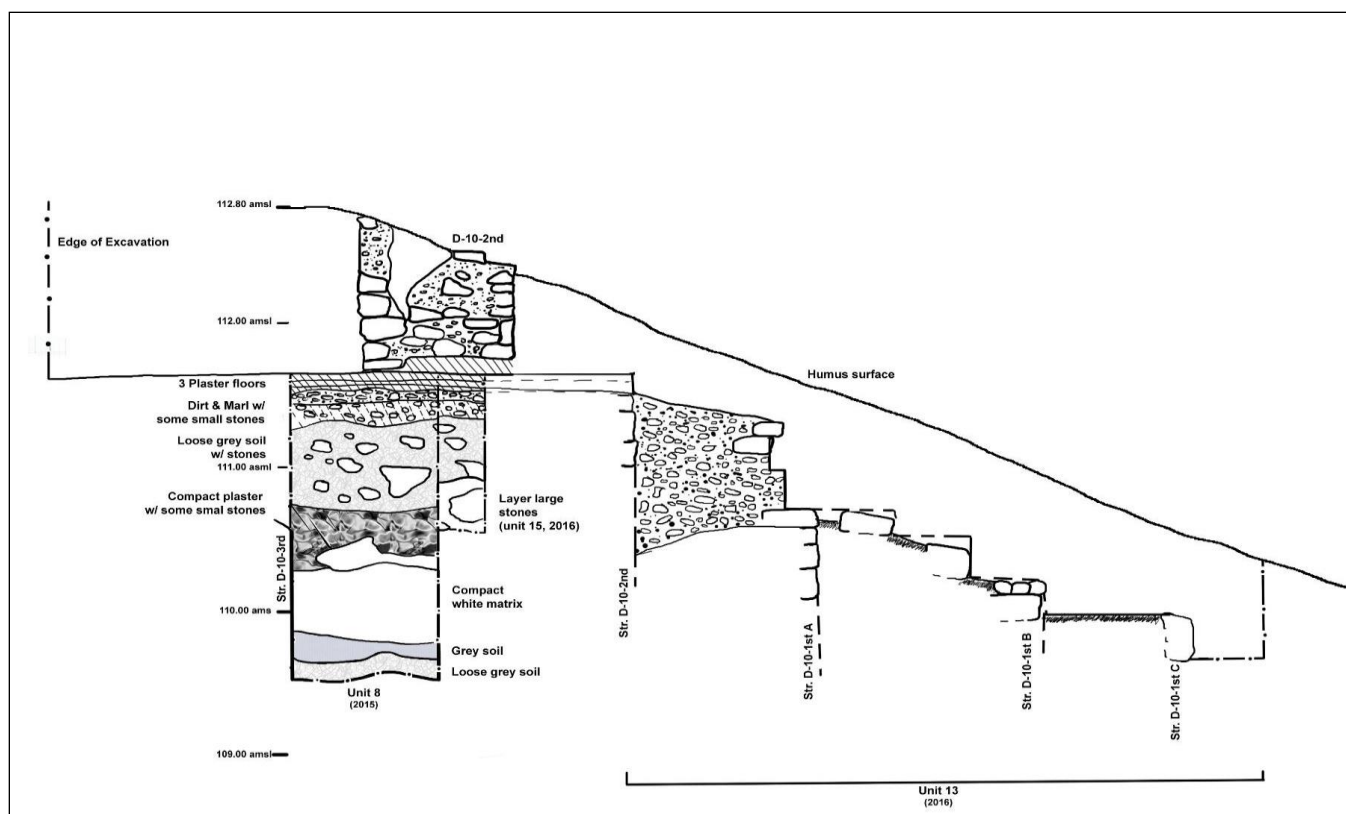 112.80 amsl
Edge of Excavation
D-10-2nd
112.00 amsl
Humus surface
3 Plaster floors
Dirt & Marl w/
some small stones
Loose grey soil
w/ stones
111.00 asml
Compact plaster
w/ some smal stones
Layer large
stones
(unit 15, 2016)
Str. D-10-3rd
Compact
white matrix
110.00 ams
Grey soil
Loose grey soil
Unit 8
(2015)
Str. D-10-2nd
Str. D-10-1st A
Str. D-10-1st B
Str. D-10-1st C
109.00 amsl
Unit 13
(2016)